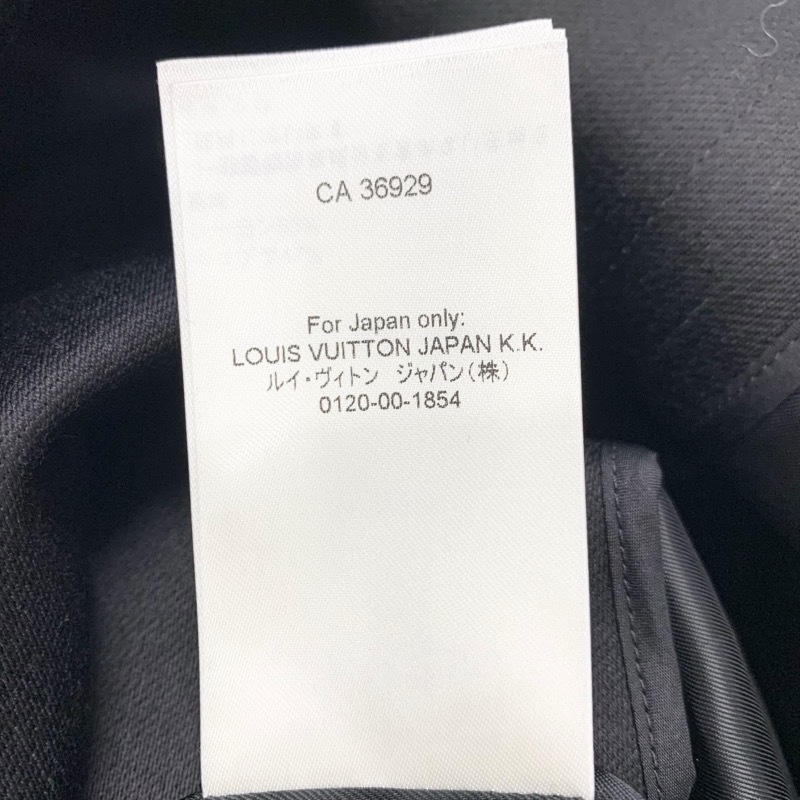 CA 36929
For Japan only:
LOUIS VUITTON JAPAN K.K.
ルイ・ヴィトン ジャパン(株)
0120-00-1854